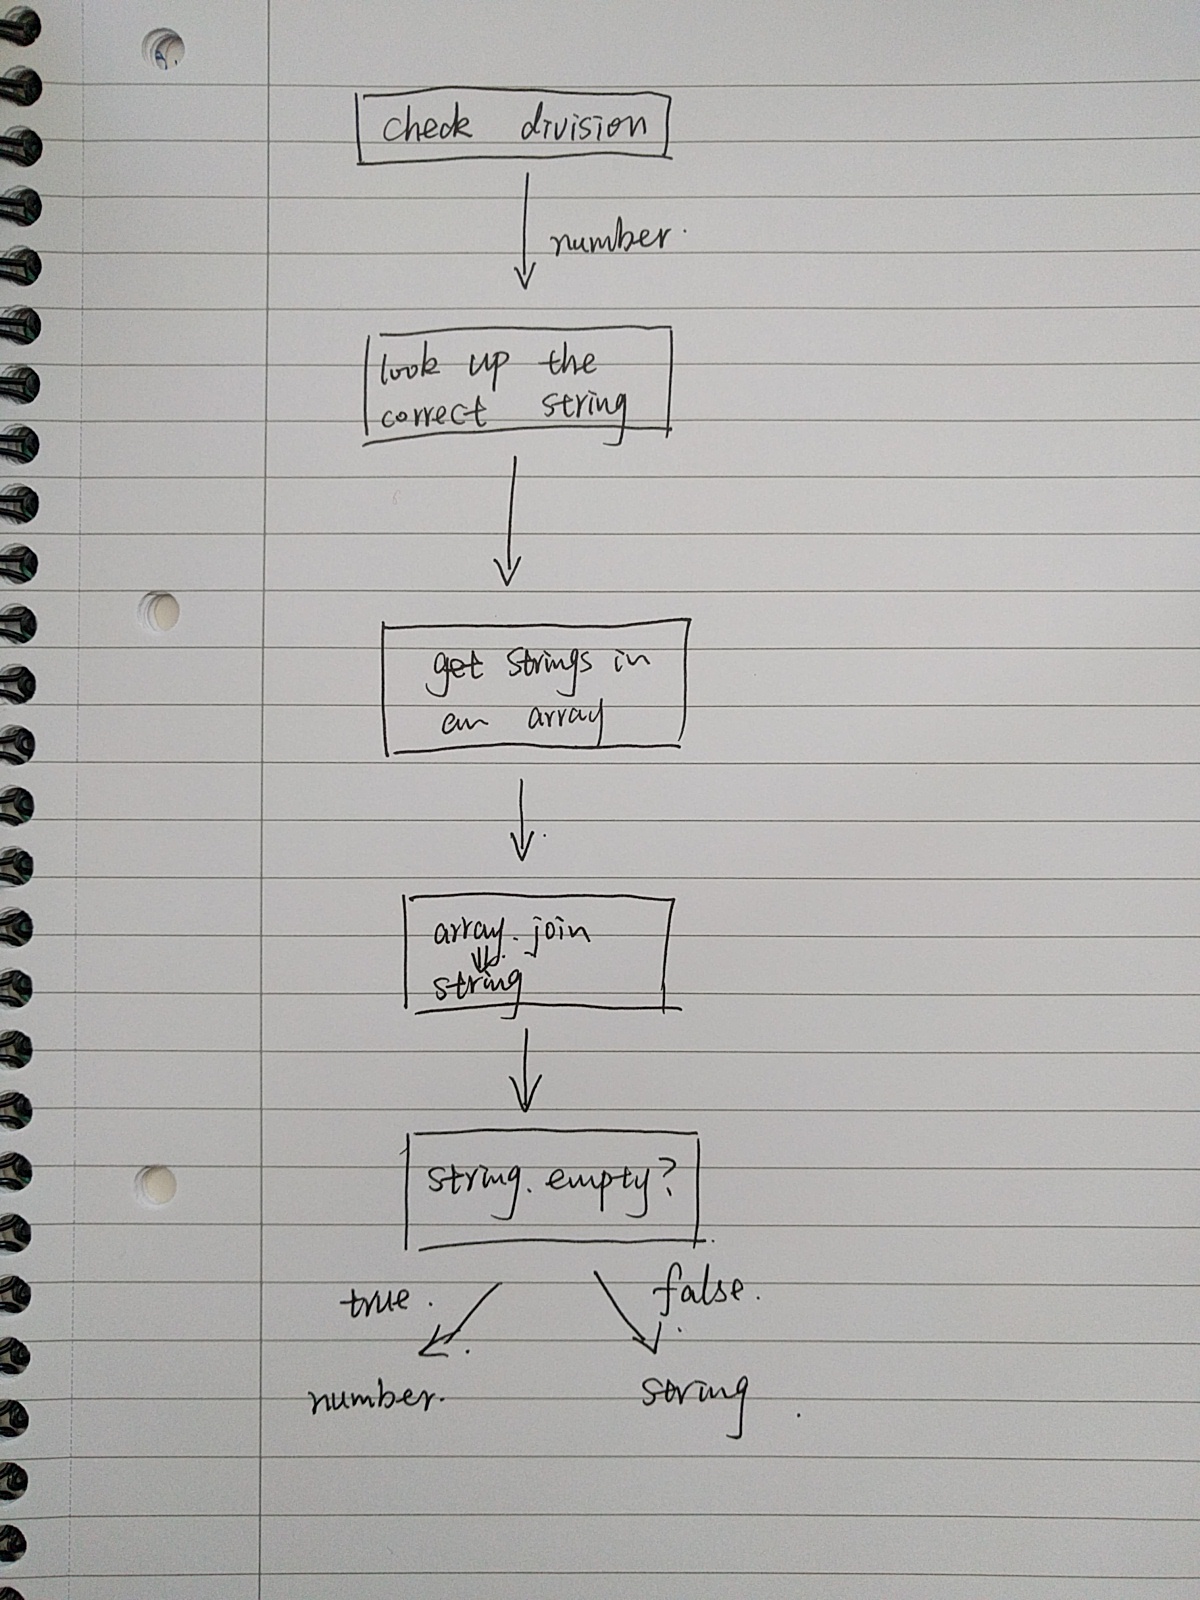 check division
number.
look up the
correct string
get strings in
an array
array.join
string
string.empty?
true.
false.
number.
string